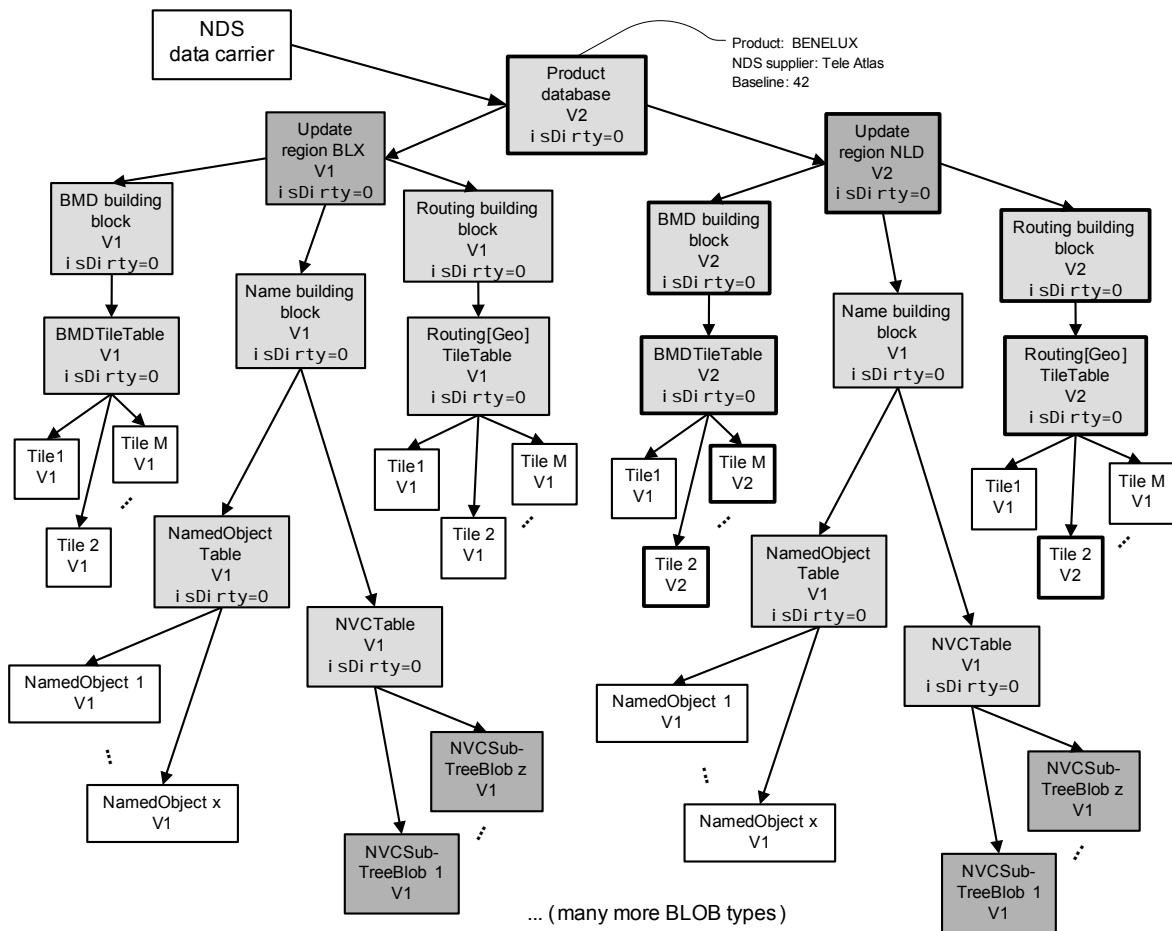 NDS
data carrier
Product: BENELUX
NDS supplier: Tele Atlas
Baseline: 42
Product
database
V2
isDirty=0
Update
region BLX
V1
isDirty=0
Update
region NLD
V2
isDirty=0
BMD building
block
V1
isDirty=0
Routing building
block
V1
isDirty=0
BMD building
block
V2
isDirty=0
Routing building
block
V2
isDirty=0
Name building
block
V1
isDirty=0
Name building
block
V1
isDirty=0
BMDTileTable
V1
isDirty=0
Routing[Geo]
TileTable
V1
isDirty=0
BMDTileTable
V2
isDirty=0
Routing[Geo]
TileTable
V2
isDirty=0
Tile1
V1
Tile M
V1
...
Tile 2
V1
Tile1
V1
Tile M
V1
...
Tile 2
V1
Tile1
V1
Tile M
V2
...
Tile 2
V2
Tile1
V1
Tile M
V1
...
Tile 2
V2
NamedObject
Table
V1
isDirty=0
NVCTable
V1
isDirty=0
NamedObject
Table
V1
isDirty=0
NVCTable
V1
isDirty=0
NamedObject 1
V1
...
NamedObject x
V1
NVCSub-
TreeBlob z
V1
...
NVCSub-
TreeBlob 1
V1
NamedObject 1
V1
...
NamedObject x
V1
NVCSub-
TreeBlob z
V1
...
NVCSub-
TreeBlob 1
V1
... (many more BLOB types)